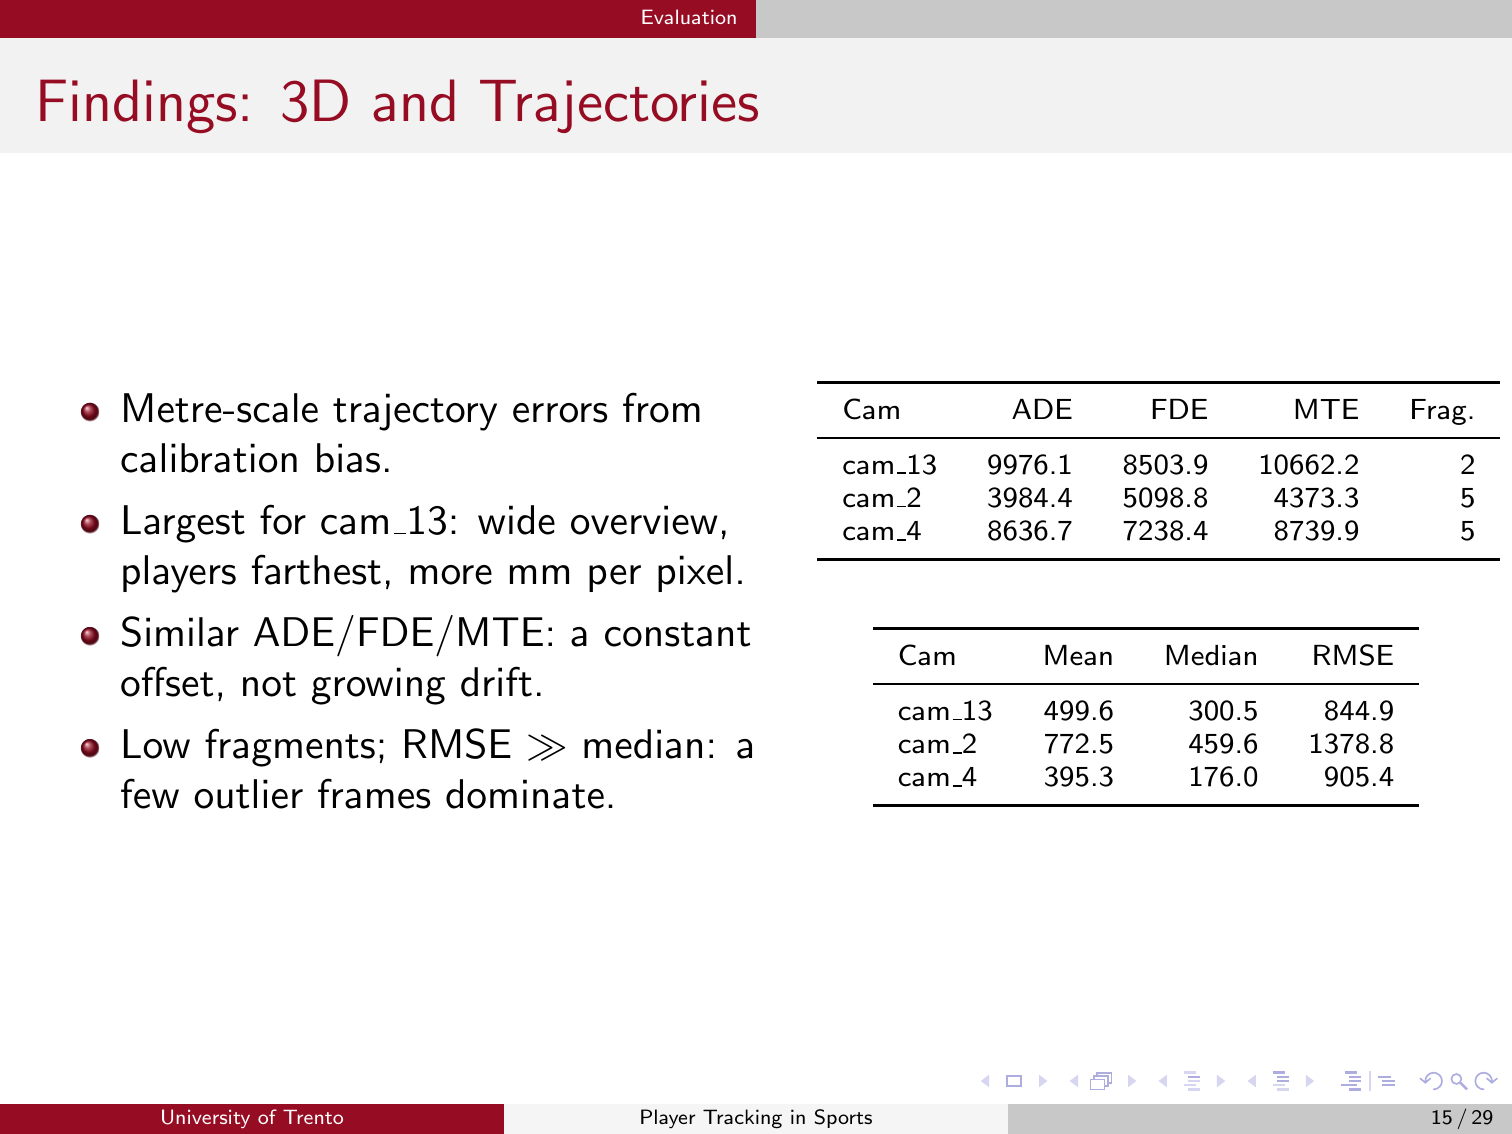 Evaluation
Findings: 3D and Trajectories
• Metre-scale trajectory errors from
calibration bias.
• Largest for cam_13: wide overview,
players farthest, more mm per pixel.
• Similar ADE/FDE/MTE: a constant
offset, not growing drift.
• Low fragments; RMSE ≫ median: a
few outlier frames dominate.
Cam ADE FDE MTE Frag.
cam_13 9976.1 8503.9 10662.2 2
cam_2 3984.4 5098.8 4373.3 5
cam_4 8636.7 7238.4 8739.9 5
Cam Mean Median RMSE
cam_13 499.6 300.5 844.9
cam_2 772.5 459.6 1378.8
cam_4 395.3 176.0 905.4
University of Trento Player Tracking in Sports 15 / 29